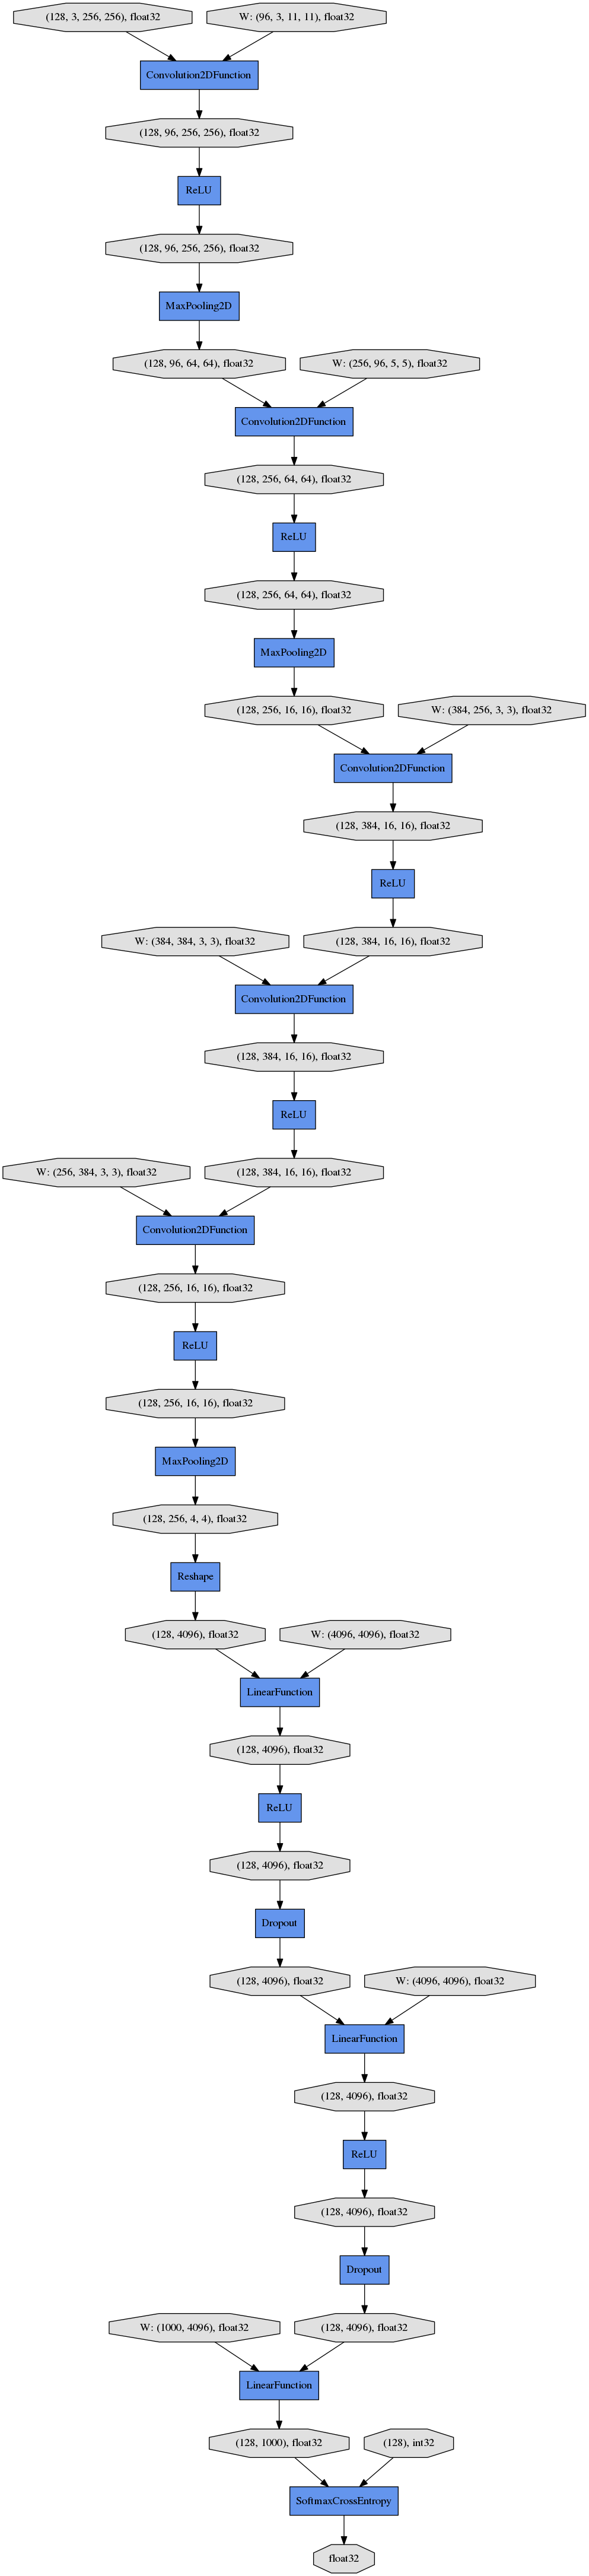 (128, 3, 256, 256), float32
W: (96, 3, 11, 11), float32
Convolution2DFunction
(128, 96, 256, 256), float32
ReLU
(128, 96, 256, 256), float32
MaxPooling2D
(128, 96, 64, 64), float32
W: (256, 96, 5, 5), float32
Convolution2DFunction
(128, 256, 64, 64), float32
ReLU
(128, 256, 64, 64), float32
MaxPooling2D
(128, 256, 16, 16), float32
W: (384, 256, 3, 3), float32
Convolution2DFunction
(128, 384, 16, 16), float32
ReLU
W: (384, 384, 3, 3), float32
(128, 384, 16, 16), float32
Convolution2DFunction
(128, 384, 16, 16), float32
ReLU
W: (256, 384, 3, 3), float32
(128, 384, 16, 16), float32
Convolution2DFunction
(128, 256, 16, 16), float32
ReLU
(128, 256, 16, 16), float32
MaxPooling2D
(128, 256, 4, 4), float32
Reshape
(128, 4096), float32
W: (4096, 4096), float32
LinearFunction
(128, 4096), float32
ReLU
(128, 4096), float32
Dropout
(128, 4096), float32
W: (4096, 4096), float32
LinearFunction
(128, 4096), float32
ReLU
(128, 4096), float32
Dropout
W: (1000, 4096), float32
(128, 4096), float32
LinearFunction
(128, 1000), float32
(128), int32
SoftmaxCrossEntropy
float32